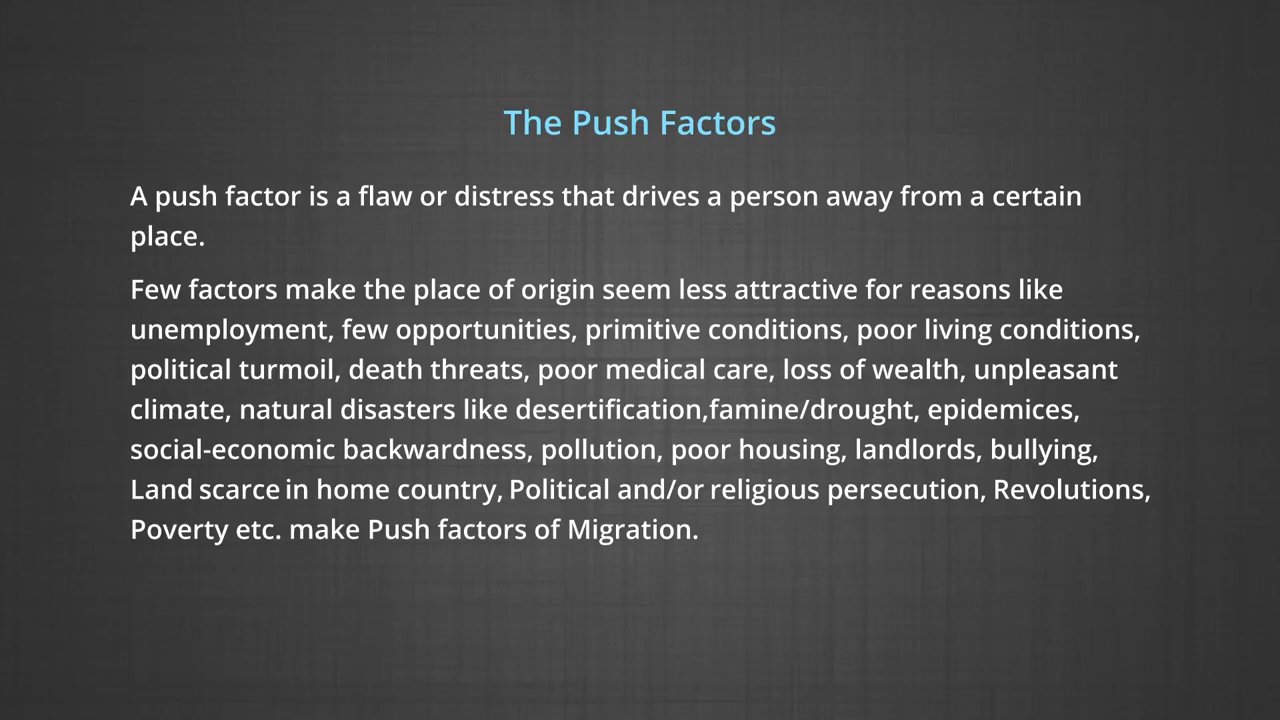 The Push Factors
A push factor is a flaw or distress that drives a person away from a certain
place.
Few factors make the place of origin seem less attractive for reasons like
unemployment, few opportunities, primitive conditions, poor living conditions,
political turmoil, death threats, poor medical care, loss of wealth, unpleasant
climate, natural disasters like desertification,famine/drought, epidemices,
social-economic backwardness, pollution, poor housing, landlords, bullying,
Land scarce in home country, Political and/or religious persecution, Revolutions,
Poverty etc. make Push factors of Migration.